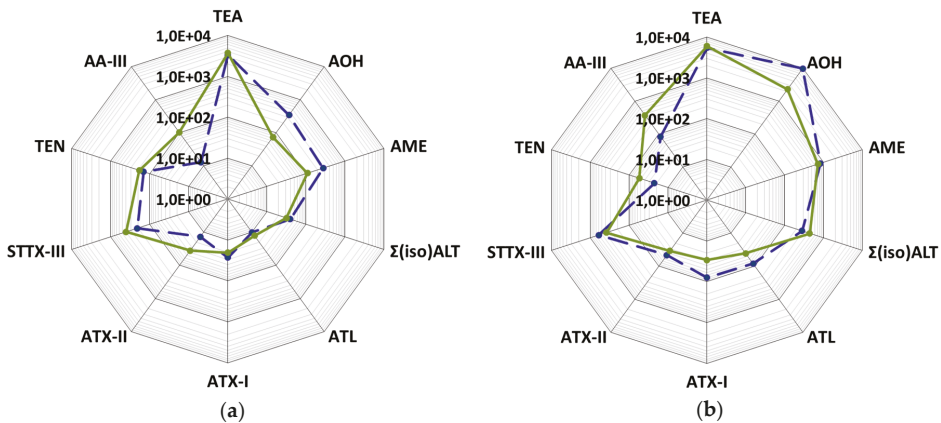 TEA
1,0E+04
AA-III
AOH
1,0E+03
1,0E+02
TEN
AME
1,0E+01
1,0E+00
STTX-III
Σ(iso)ALT
ATX-II
ATL
ATX-I
(a)
TEA
1,0E+04
AA-III
AOH
1,0E+03
1,0E+02
TEN
AME
1,0E+01
1,0E+00
STTX-III
Σ(iso)ALT
ATX-II
ATL
ATX-I
(b)